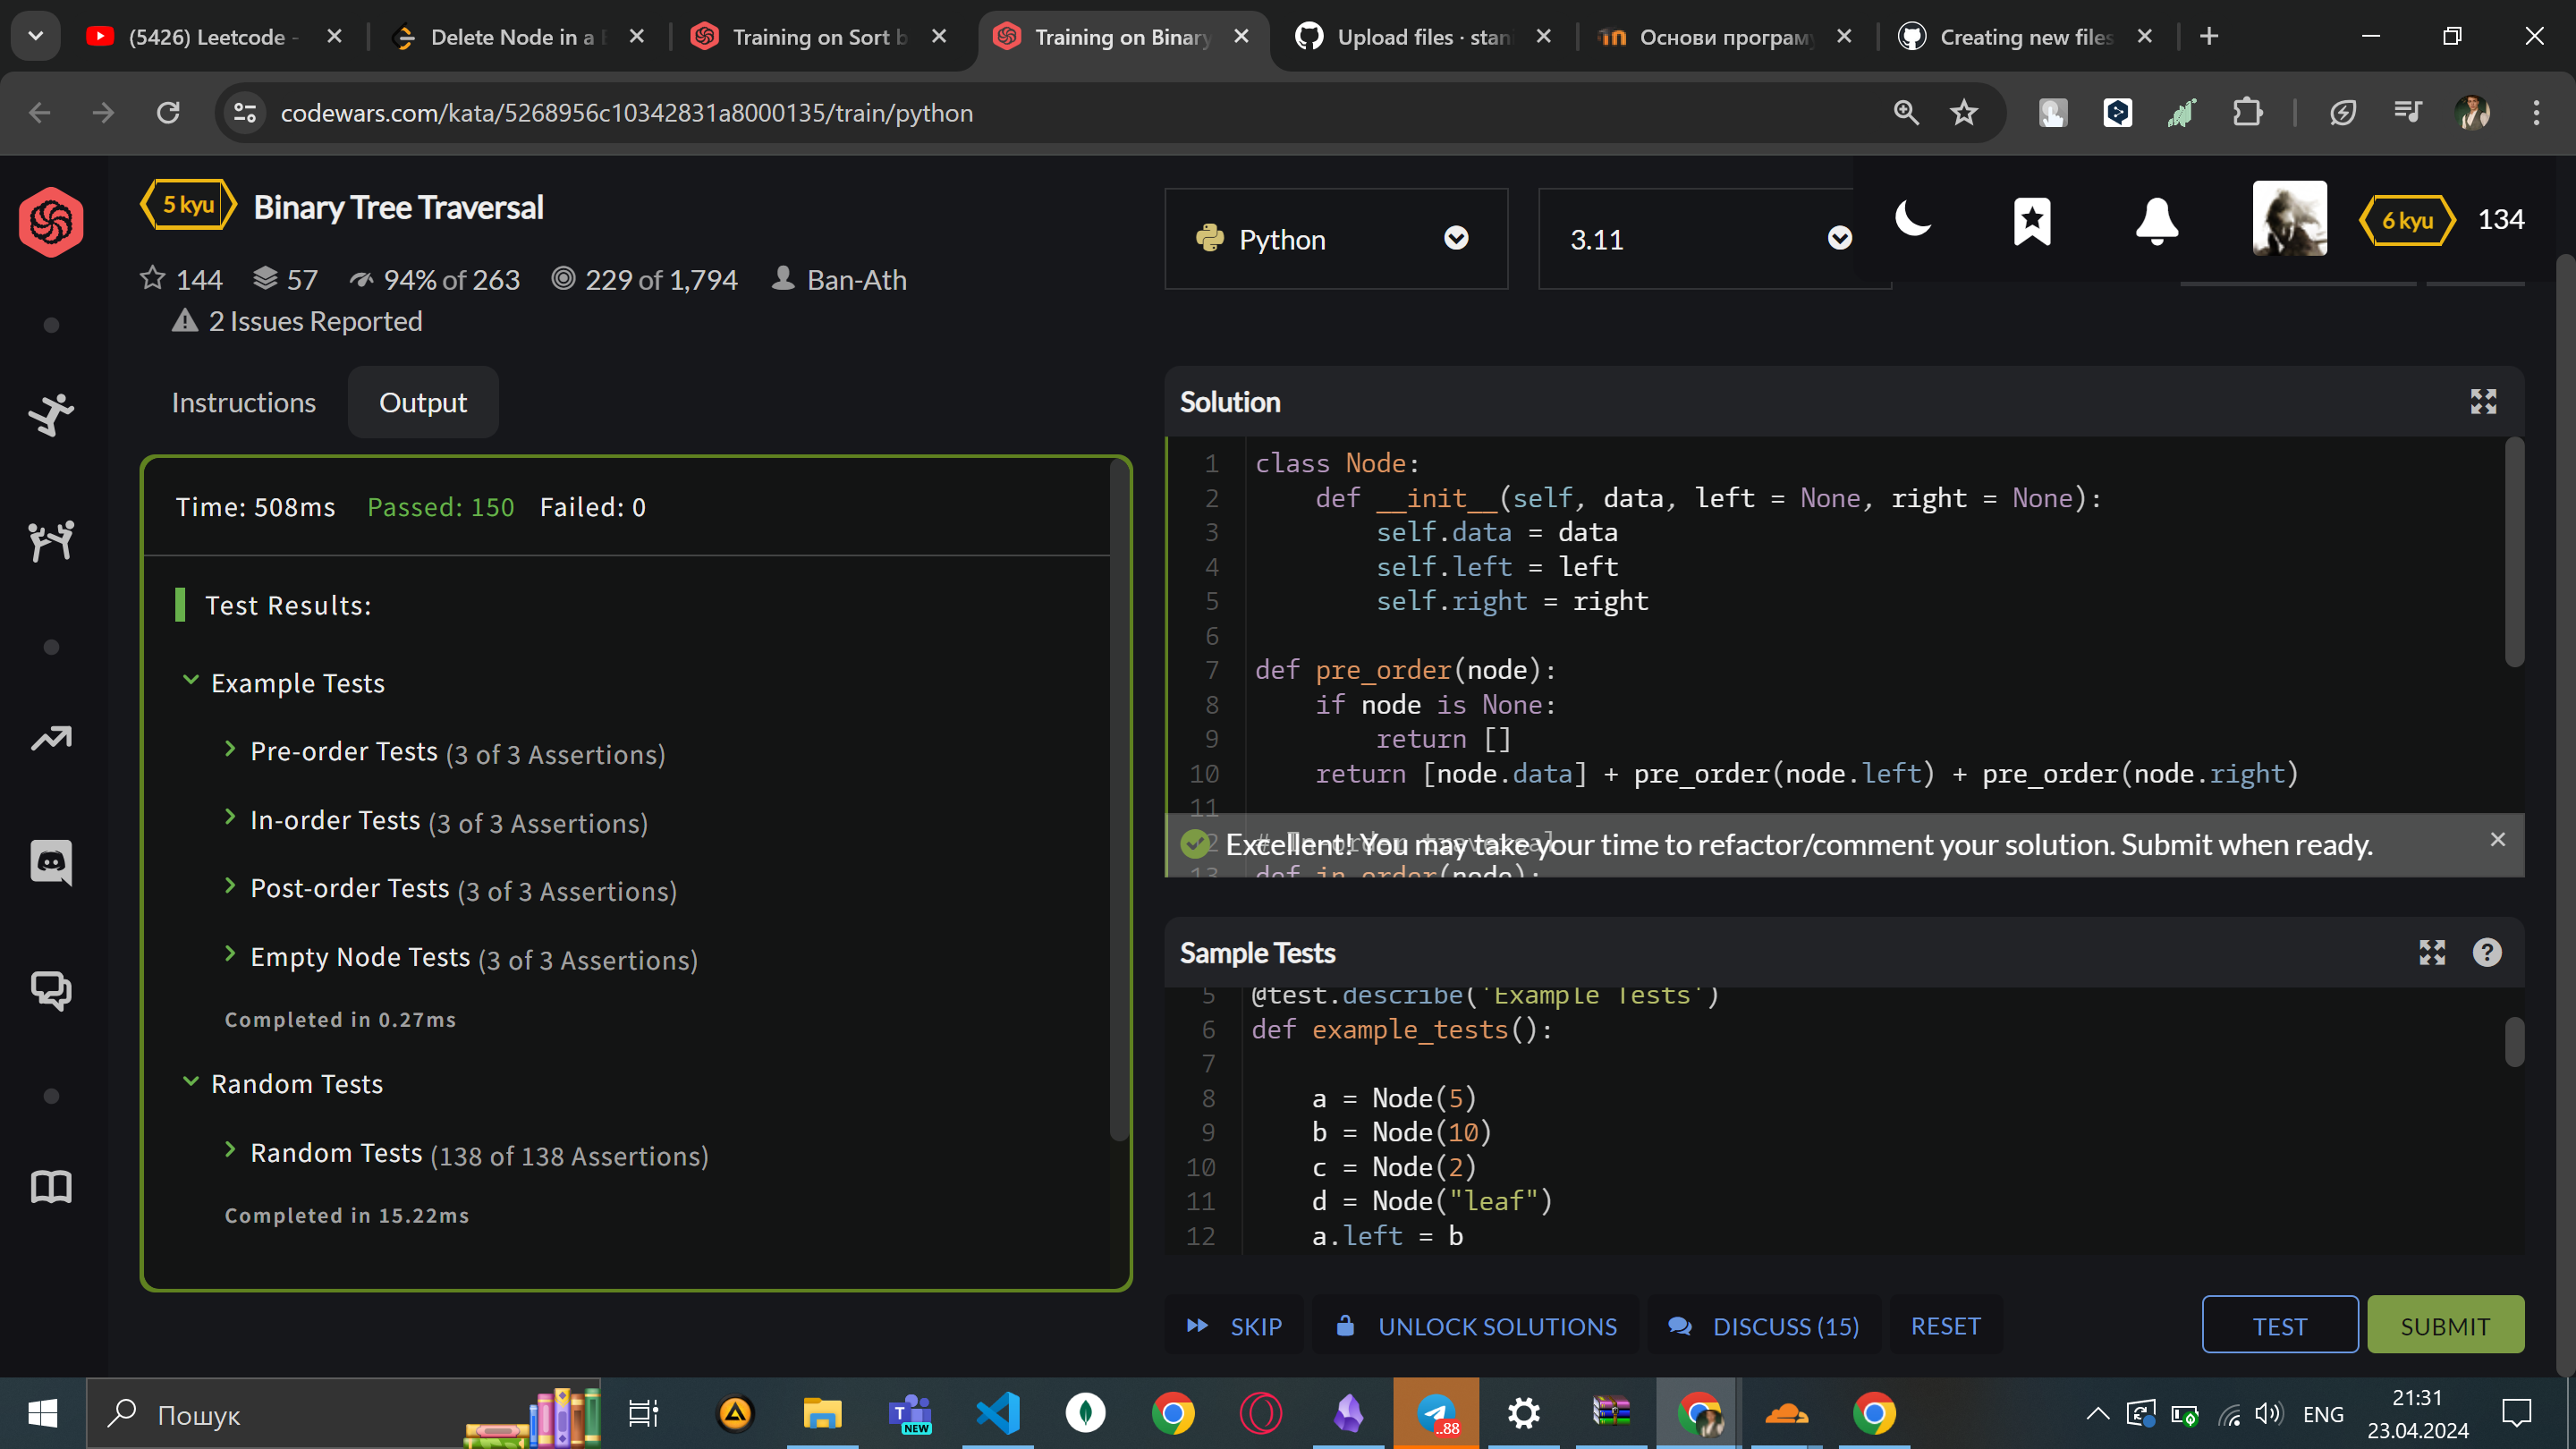 (5426) Leetcode -
Delete Node in a B
Training on Sort b
Training on Binary
Upload files · stani
Основи програму
Creating new files
codewars.com/kata/5268956c10342831a8000135/train/python
5 kyu
Binary Tree Traversal
Python
3.11
6 kyu
134
144
57
94% of 263
229 of 1,794
Ban-Ath
2 Issues Reported
Instructions
Output
Time: 508ms Passed: 150 Failed: 0
Test Results:
Example Tests
Pre-order Tests (3 of 3 Assertions)
In-order Tests (3 of 3 Assertions)
Post-order Tests (3 of 3 Assertions)
Empty Node Tests (3 of 3 Assertions)
Completed in 0.27ms
Random Tests
Random Tests (138 of 138 Assertions)
Completed in 15.22ms
Solution
1 class Node:
2 def __init__(self, data, left = None, right = None):
3 self.data = data
4 self.left = left
5 self.right = right
6
7 def pre_order(node):
8 if node is None:
9 return []
10 return [node.data] + pre_order(node.left) + pre_order(node.right)
11
12 # In-order traversal
Excellent! You may take your time to refactor/comment your solution. Submit when ready.
13 def in_order(node):
Sample Tests
5 @test.describe('Example Tests')
6 def example_tests():
7
8 a = Node(5)
9 b = Node(10)
10 c = Node(2)
11 d = Node("leaf")
12 a.left = b
SKIP
UNLOCK SOLUTIONS
DISCUSS (15)
RESET
TEST
SUBMIT
Пошук
NEW
..88
ENG
21:31
23.04.2024